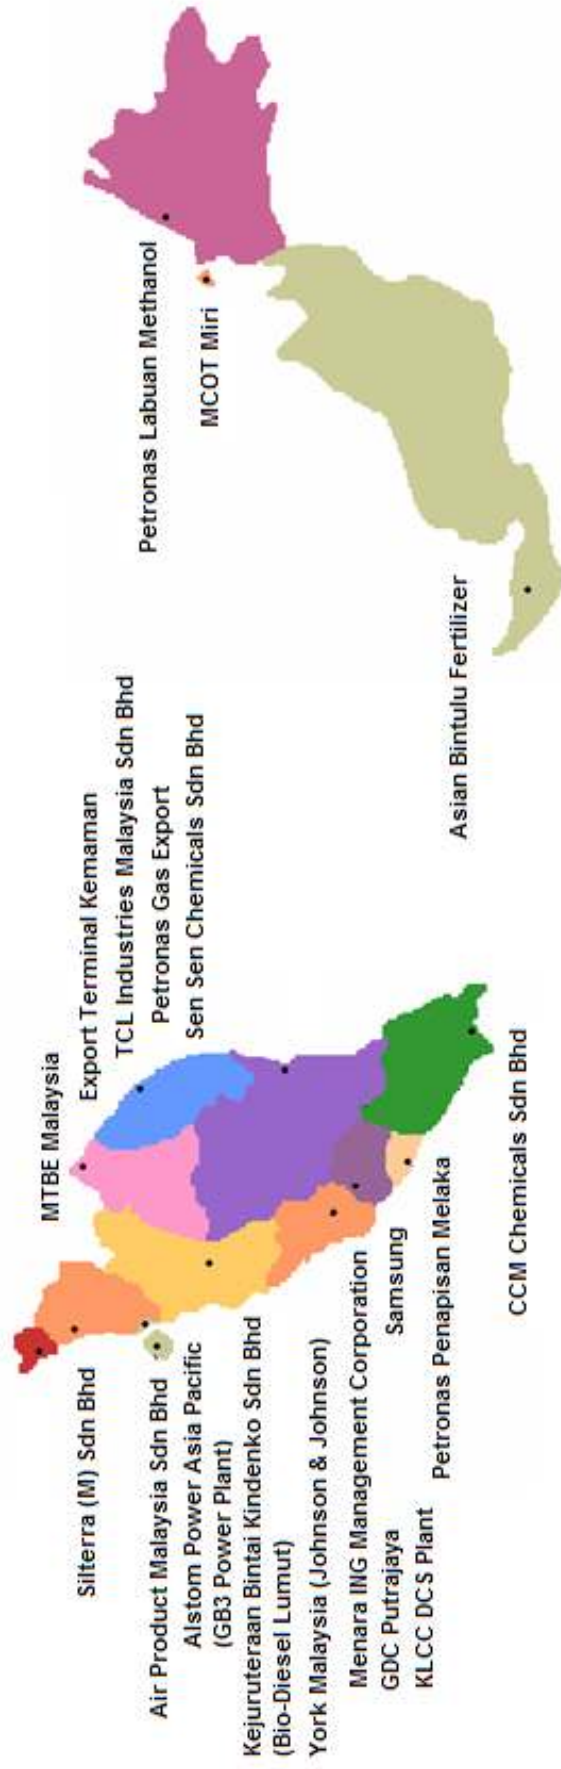 Silterra (M) Sdn Bhd
Air Product Malaysia Sdn Bhd
Alstom Power Asia Pacific
(GB3 Power Plant)
Kejuruteraan Bintai Kindenko Sdn Bhd
(Bio-Diesel Lumut)
York Malaysia (Johnson & Johnson)
Menara ING Management Corporation
GDC Putrajaya
KLCC DCS Plant
MTBE Malaysia
Export Terminal Kemaman
TCL Industries Malaysia Sdn Bhd
Petronas Gas Export
Sen Sen Chemicals Sdn Bhd
Samsung
Petronas Penapisan Melaka
CCM Chemicals Sdn Bhd
Petronas Labuan Methanol
MCOT Miri
Asian Bintulu Fertilizer